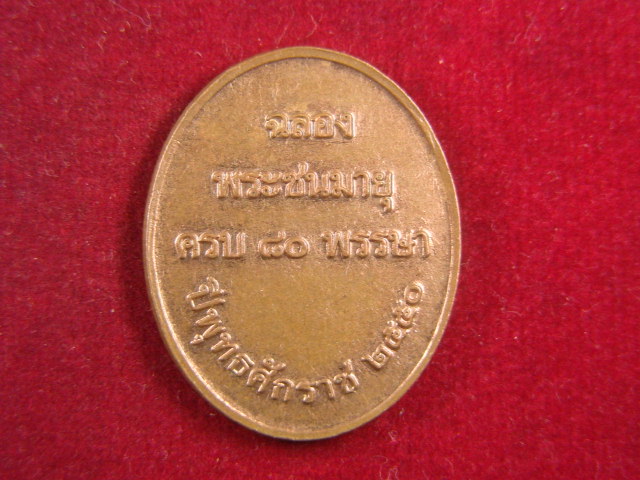 ฉลอง
พระชนมายุ
ครบ ๘๐ พรรษา
ปีพุทธศักราช ๒๕๕๐